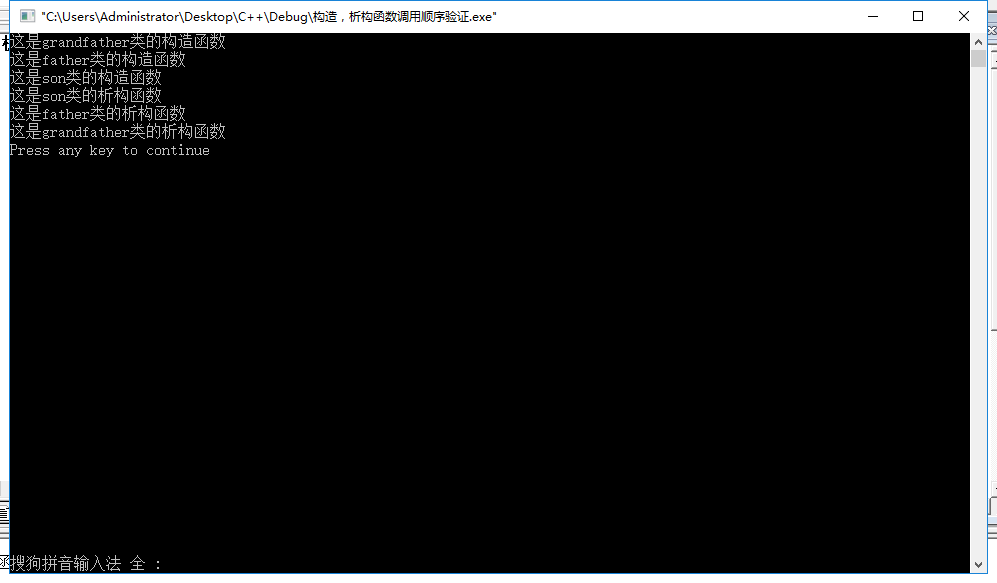 "C:\Users\Administrator\Desktop\C++\Debug\构造，析构函数调用顺序验证.exe"
这是grandfather类的构造函数
这是father类的构造函数
这是son类的构造函数
这是son类的析构函数
这是father类的析构函数
这是grandfather类的析构函数
Press any key to continue
搜狗拼音输入法 全 :